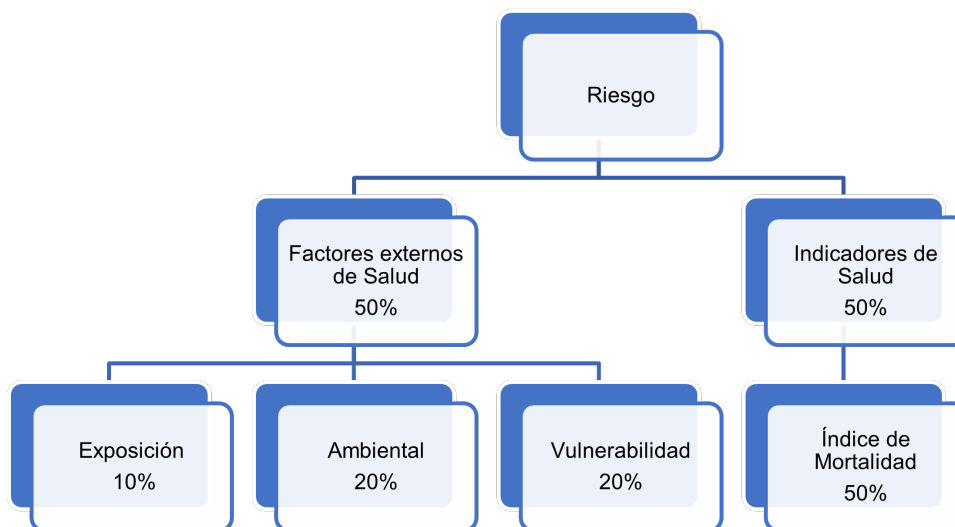 Riesgo
Factores externos
de Salud
50%
Indicadores de
Salud
50%
Exposición
10%
Ambiental
20%
Vulnerabilidad
20%
Índice de
Mortalidad
50%